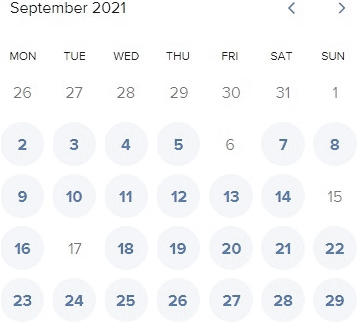 September 2021
MON TUE WED THU FRI SAT SUN
26 27 28 29 30 31 1
2 3 4 5 6 7 8
9 10 11 12 13 14 15
16 17 18 19 20 21 22
23 24 25 26 27 28 29